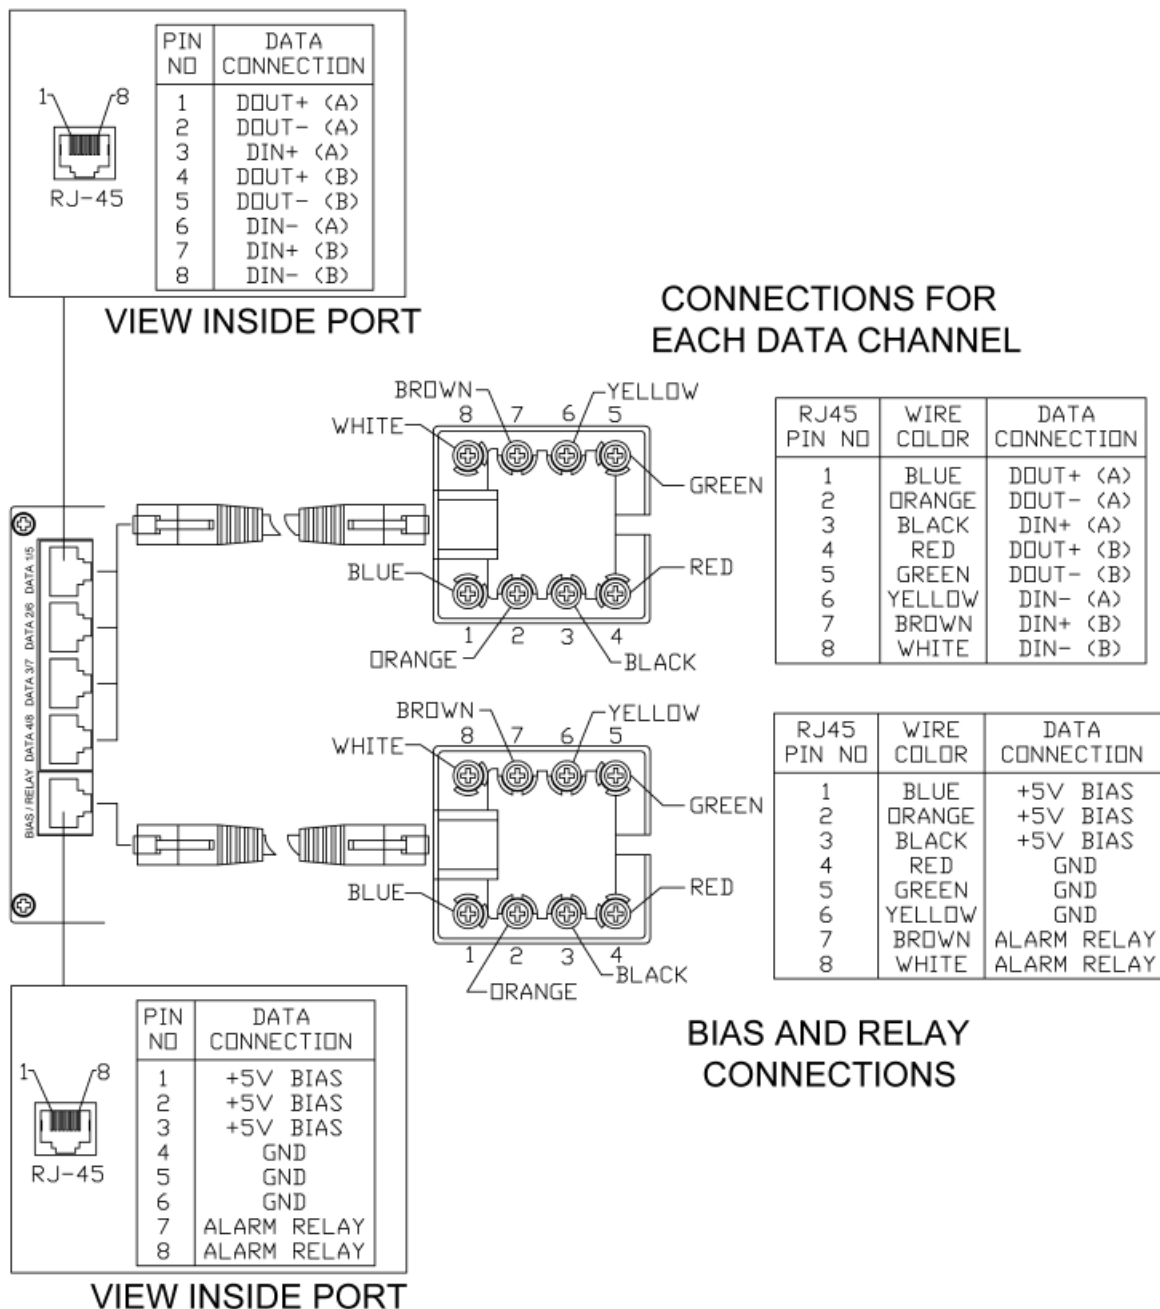 PIN NO DATA CONNECTION
1 DOUT+ (A)
2 DOUT- (A)
3 DIN+ (A)
4 DOUT+ (B)
5 DOUT- (B)
6 DIN- (A)
7 DIN+ (B)
8 DIN- (B)
1 8
RJ-45
VIEW INSIDE PORT
CONNECTIONS FOR
EACH DATA CHANNEL
BROWN YELLOW
8 7 6 5
WHITE
GREEN
BLUE
RED
1 2 3 4
ORANGE
BLACK
RJ45 PIN NO WIRE COLOR DATA CONNECTION
1 BLUE DOUT+ (A)
2 ORANGE DOUT- (A)
3 BLACK DIN+ (A)
4 RED DOUT+ (B)
5 GREEN DOUT- (B)
6 YELLOW DIN- (A)
7 BROWN DIN+ (B)
8 WHITE DIN- (B)
DATA 1/5
DATA 2/6
DATA 3/7
DATA 4/8
BIAS / RELAY
BROWN YELLOW
8 7 6 5
WHITE
GREEN
BLUE
RED
1 2 3 4
BLACK
ORANGE
RJ45 PIN NO WIRE COLOR DATA CONNECTION
1 BLUE +5V BIAS
2 ORANGE +5V BIAS
3 BLACK +5V BIAS
4 RED GND
5 GREEN GND
6 YELLOW GND
7 BROWN ALARM RELAY
8 WHITE ALARM RELAY
BIAS AND RELAY
CONNECTIONS
PIN NO DATA CONNECTION
1 +5V BIAS
2 +5V BIAS
3 +5V BIAS
4 GND
5 GND
6 GND
7 ALARM RELAY
8 ALARM RELAY
1 8
RJ-45
VIEW INSIDE PORT